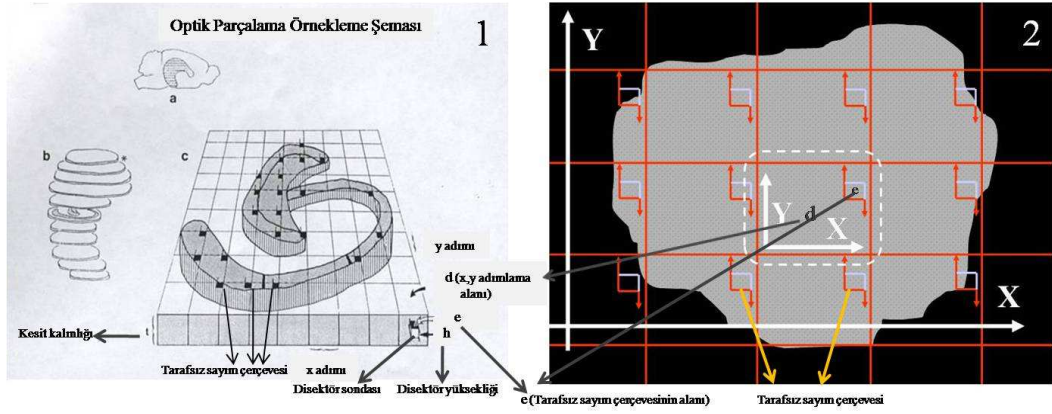 Optik Parçalama Örnekleme Şeması
1
a
b
*
c
y adımı
d (x,y adımlama
alanı)
e
h
t
Kesit kalınlığı
Tarafsız sayım çerçevesi
x adımı
Disektör sondası
Disektör yüksekliği
e (Tarafsız sayım çerçevesinin alanı)
2
Y
X
Y
X
e
d
Tarafsız sayım çerçevesi